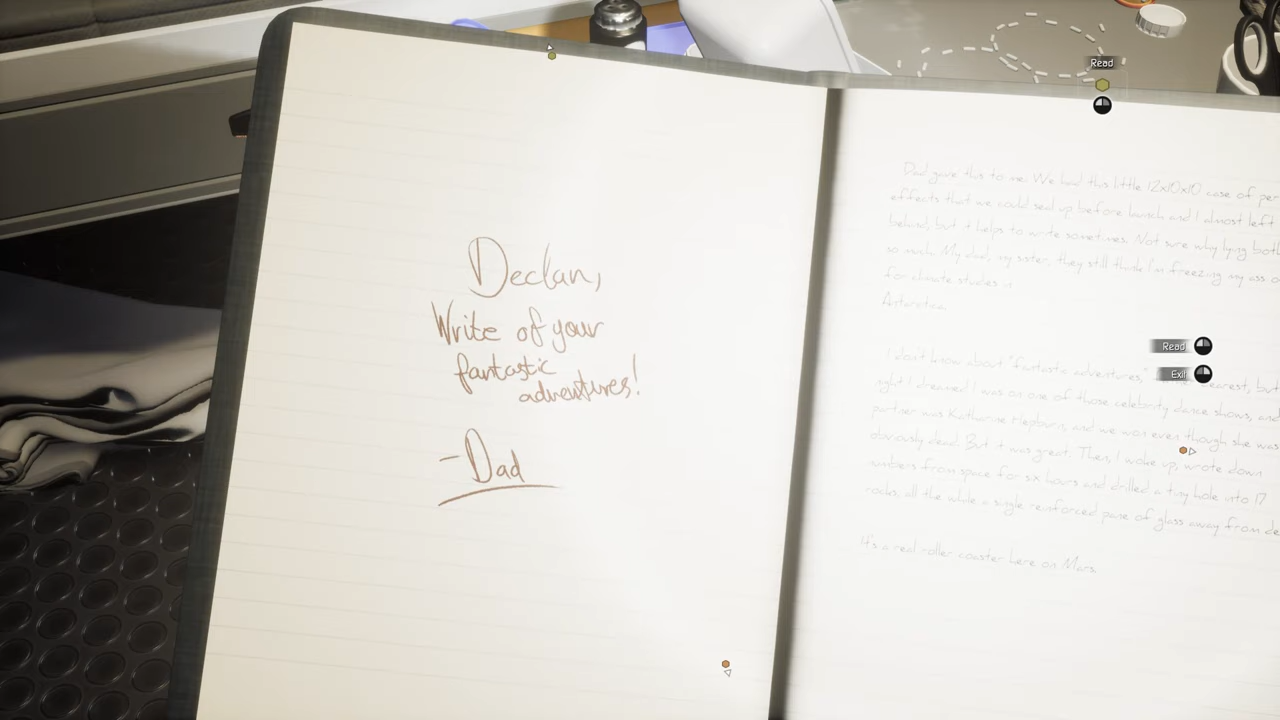 Declan,
Write of your
fantastic
adventures!
-Dad
Read
Dad gave this to me. We had this little 12x10x10 case of per
effects that we could seal up before launch and I almost left
behind, but it helps to write sometimes. Not sure why lying both
so much. My dad, my sister, they still think I'm freezing my ass o
for climate studies in
Antarctica.
I don't know about "fantastic adventures," earest, but
night I dreamed I was on one of those celebrity dance shows, and
partner was Katharine Hepburn, and we won even though she was
obviously dead. But it was great. Then, I woke up, wrote down
numbers from space for six hours and drilled a tiny hole into 17
rocks, all the while a single reinforced pane of glass away from de
It's a real roller coaster here on Mars.
Read
Exit